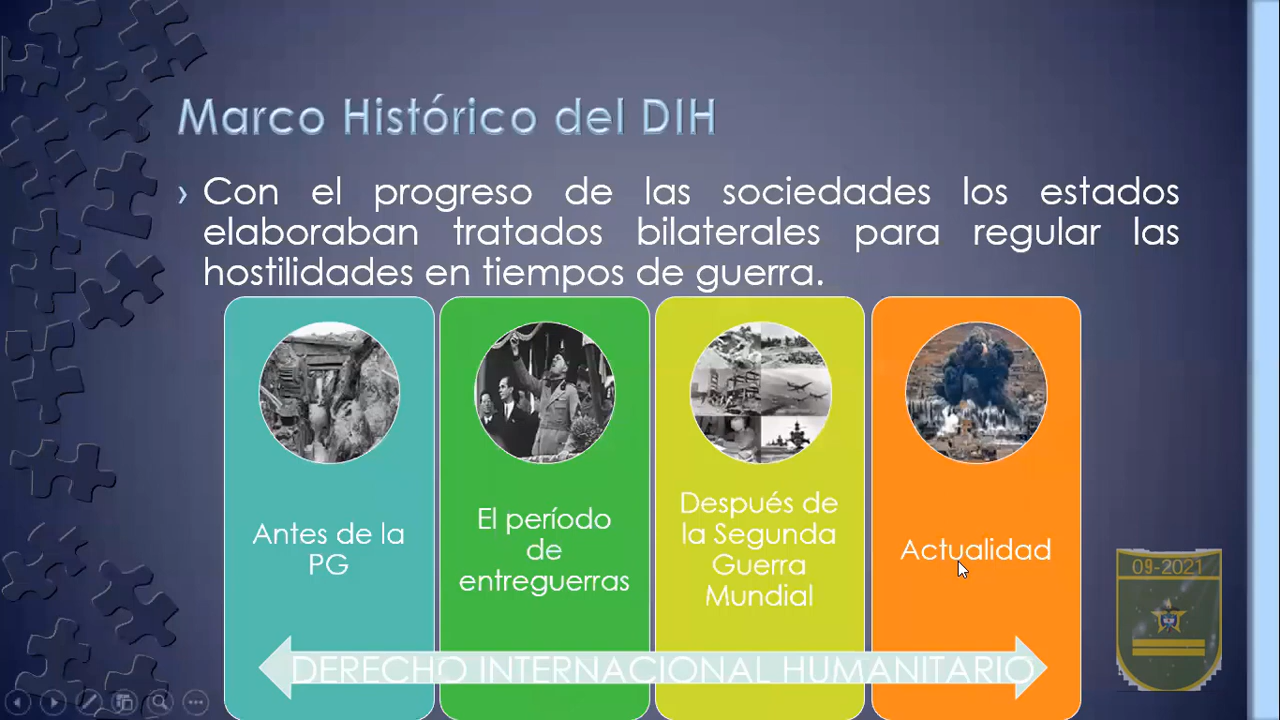 Marco Histórico del DIH
› Con el progreso de las sociedades los estados
elaboraban tratados bilaterales para regular las
hostilidades en tiempos de guerra.
Antes de la
PG
El período
de
entreguerras
Después de
la Segunda
Guerra
Mundial
Actualidad
09-2021
DERECHO INTERNACIONAL HUMANITARIO